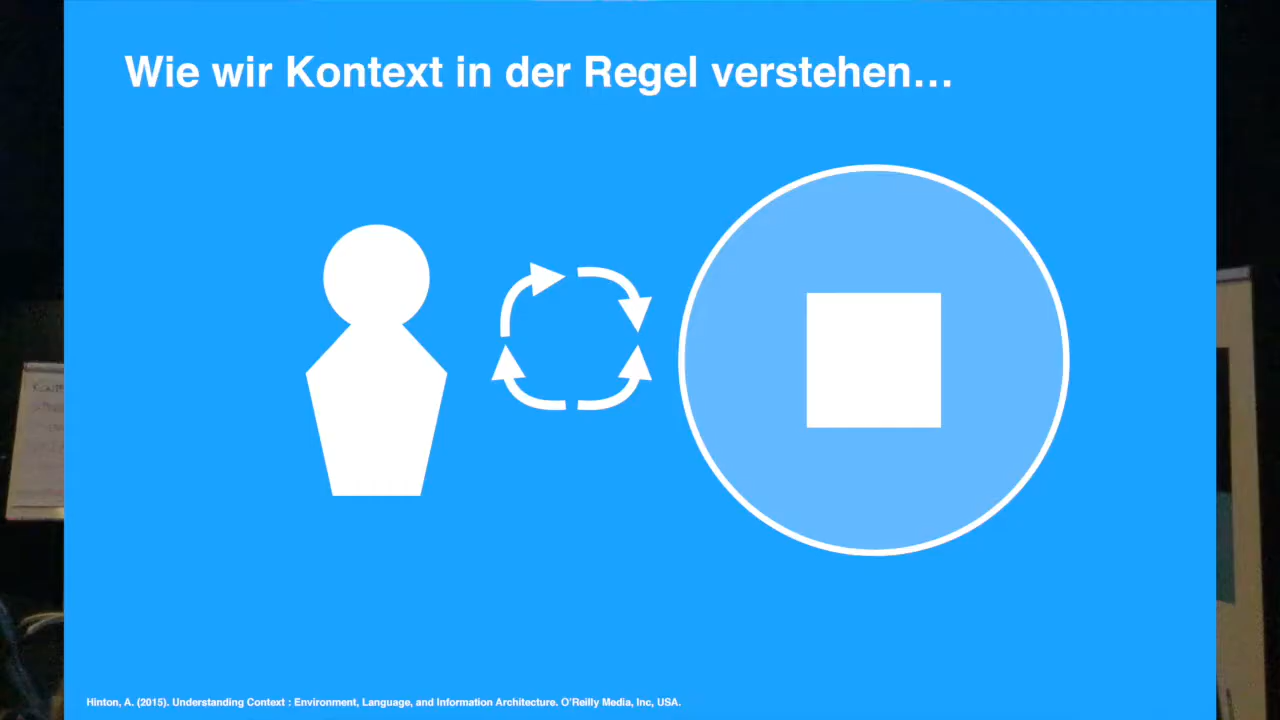 Wie wir Kontext in der Regel verstehen…
Hinton, A. (2015). Understanding Context : Environment, Language, and Information Architecture. O'Reilly Media, Inc, USA.